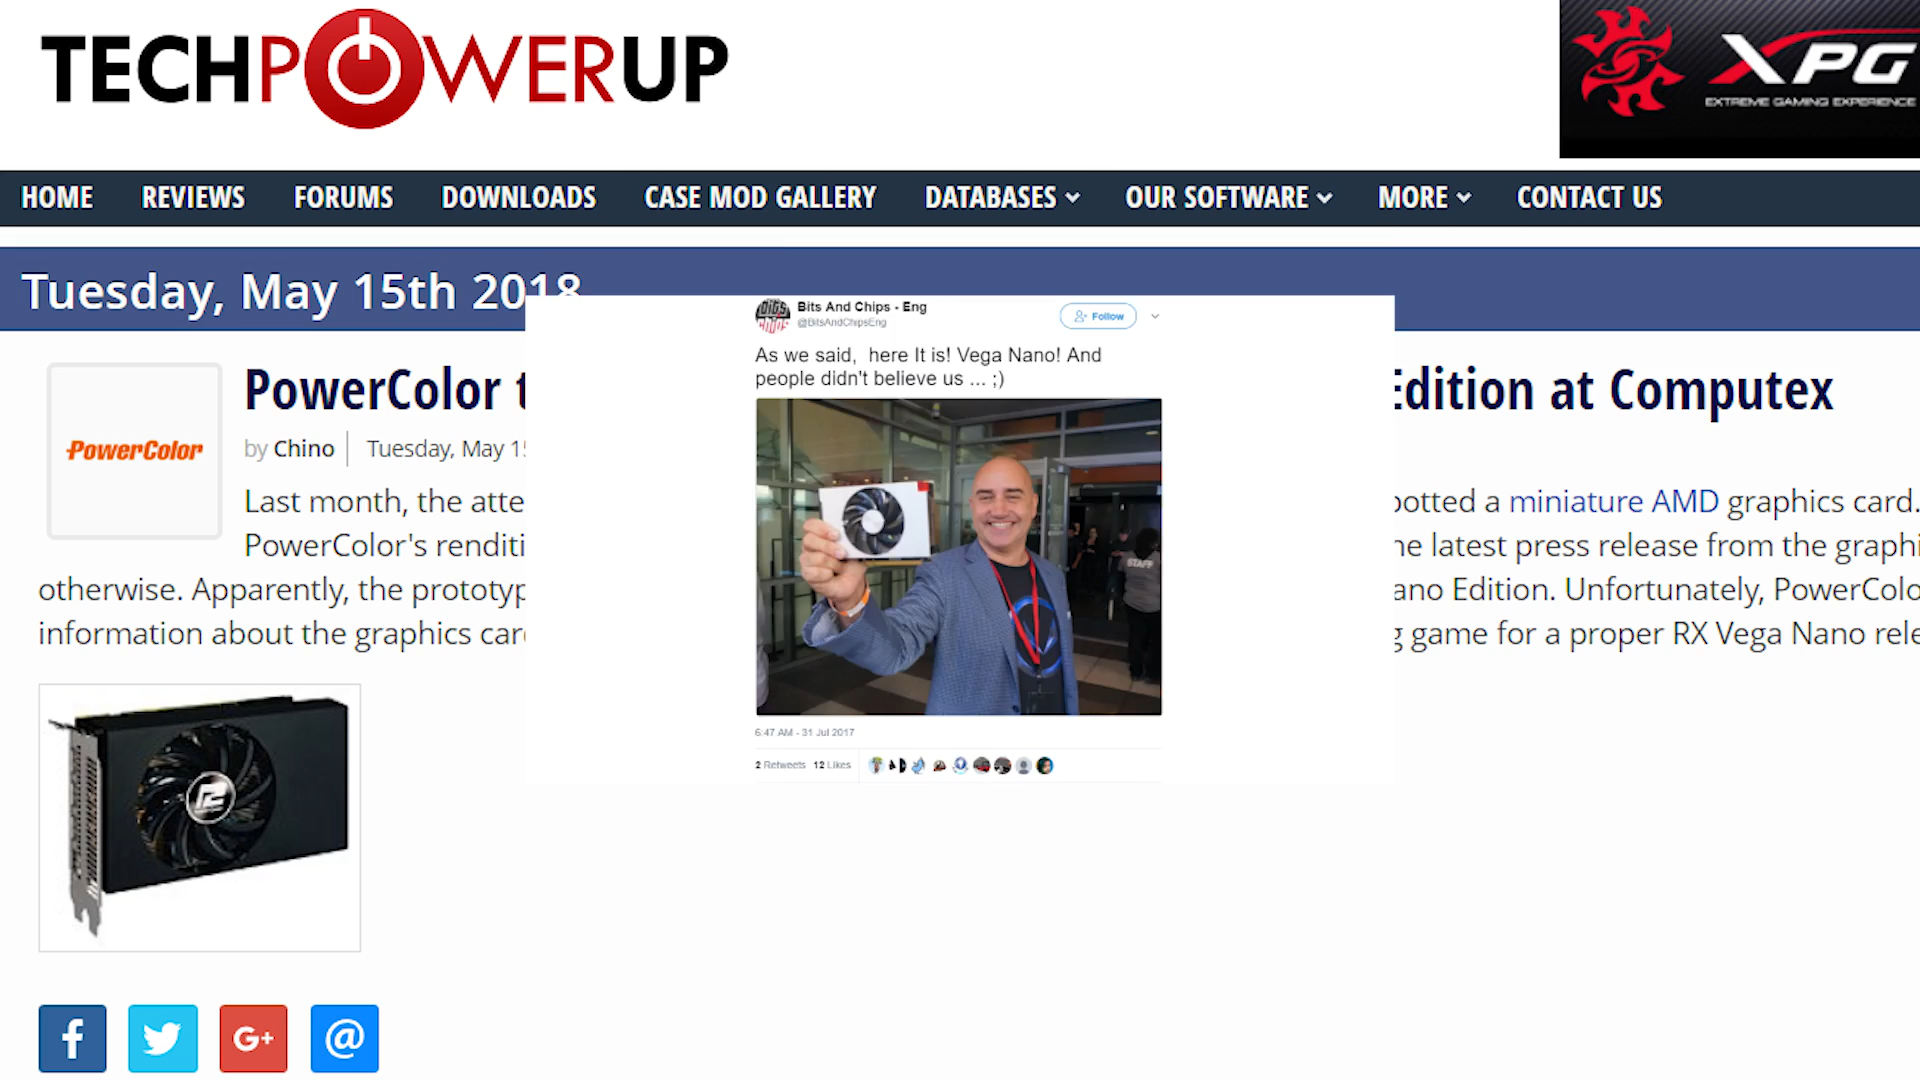 TECHPOWERUP
XPG
EXTREME GAMING EXPERIENCE
HOME REVIEWS FORUMS DOWNLOADS CASE MOD GALLERY DATABASES OUR SOFTWARE MORE CONTACT US
Tuesday, May 15th 2018
Bits And Chips - Eng
@BitsAndChipsEng
Follow
As we said, here It is! Vega Nano! And
people didn't believe us ... ;)
STAFF
6:47 AM - 31 Jul 2017
2 Retweets 12 Likes
PowerColor
PowerColor t
Edition at Computex
by Chino Tuesday, May 15
Last month, the atte
potted a miniature AMD graphics card.
PowerColor's renditi
he latest press release from the graphi
otherwise. Apparently, the prototyp
ano Edition. Unfortunately, PowerColo
information about the graphics car
g game for a proper RX Vega Nano rele
f
G+
@